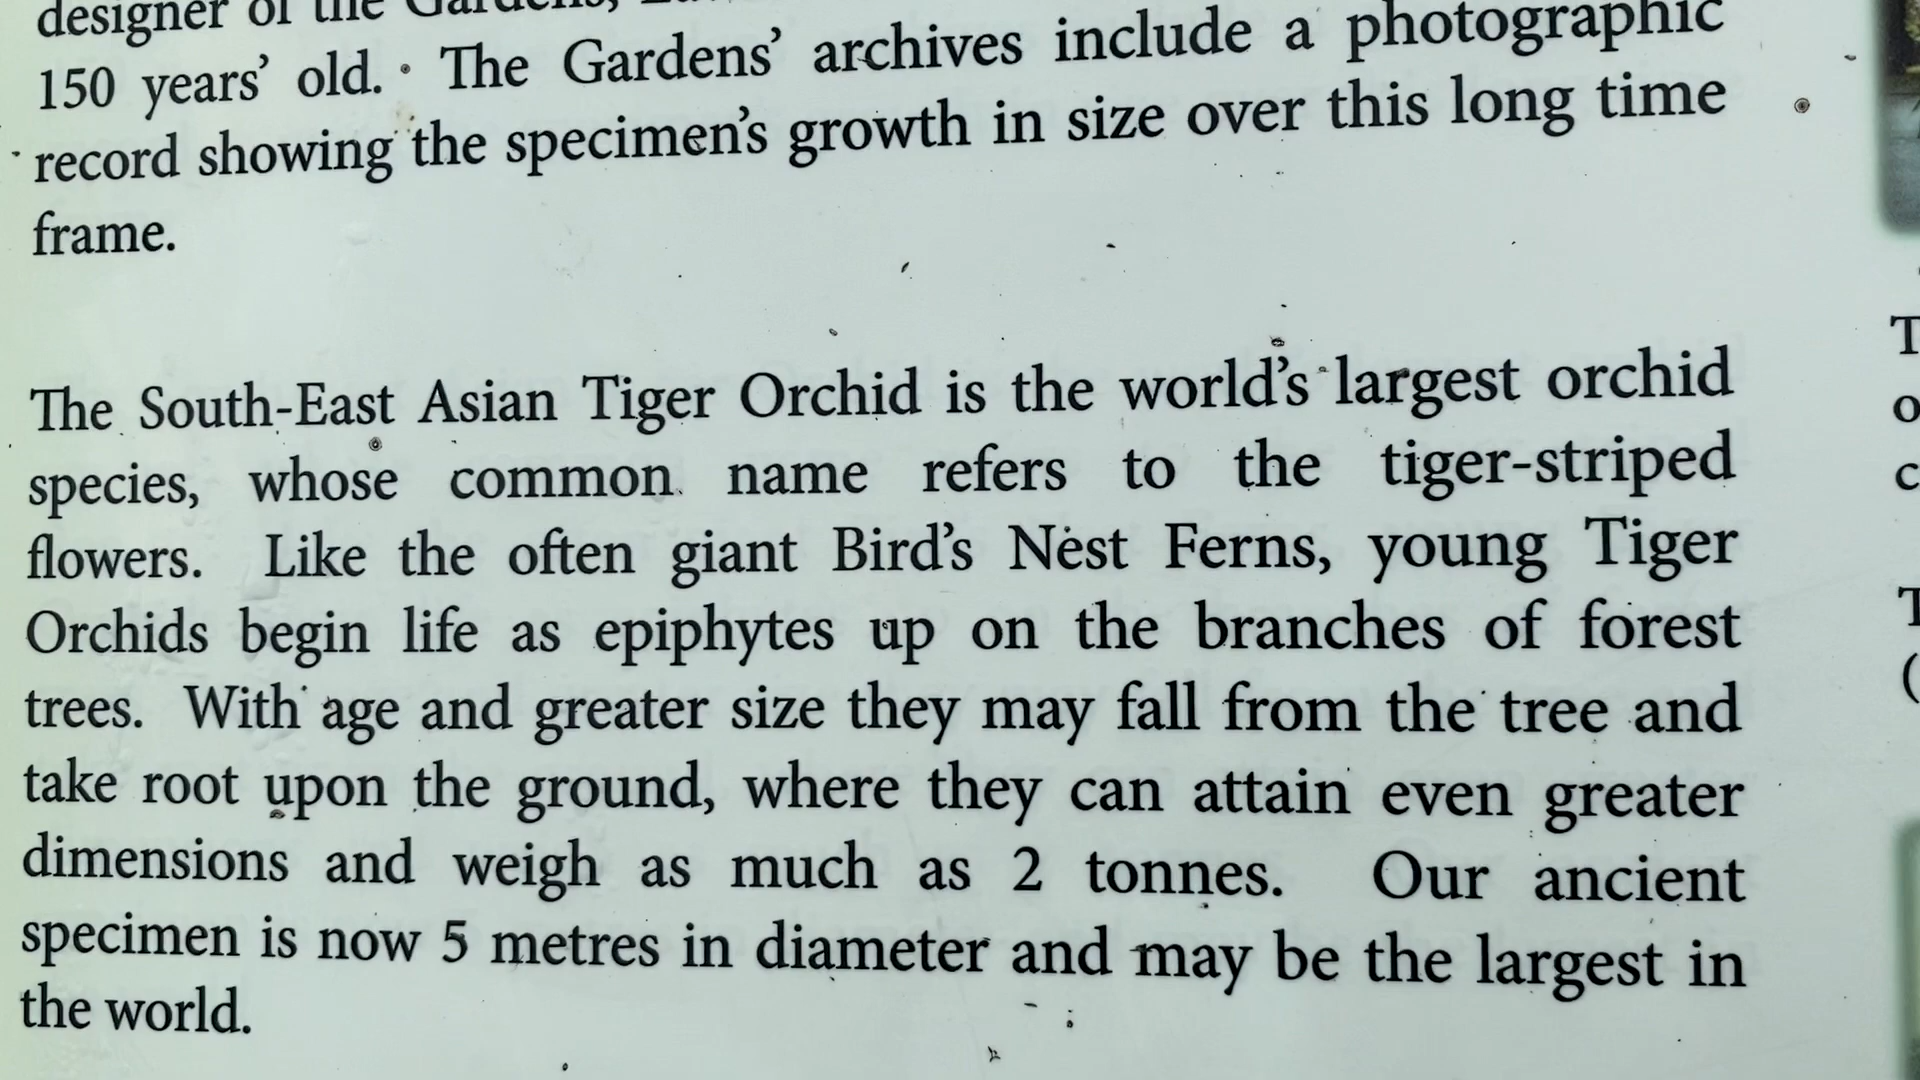 designer of the Gardens,
150 years’ old. The Gardens’ archives include a photographic
record showing the specimen’s growth in size over this long time
frame.
The South-East Asian Tiger Orchid is the world’s largest orchid
species, whose common name refers to the tiger-striped
flowers. Like the often giant Bird’s Nest Ferns, young Tiger
Orchids begin life as epiphytes up on the branches of forest
trees. With age and greater size they may fall from the tree and
take root upon the ground, where they can attain even greater
dimensions and weigh as much as 2 tonnes. Our ancient
specimen is now 5 metres in diameter and may be the largest in
the world.